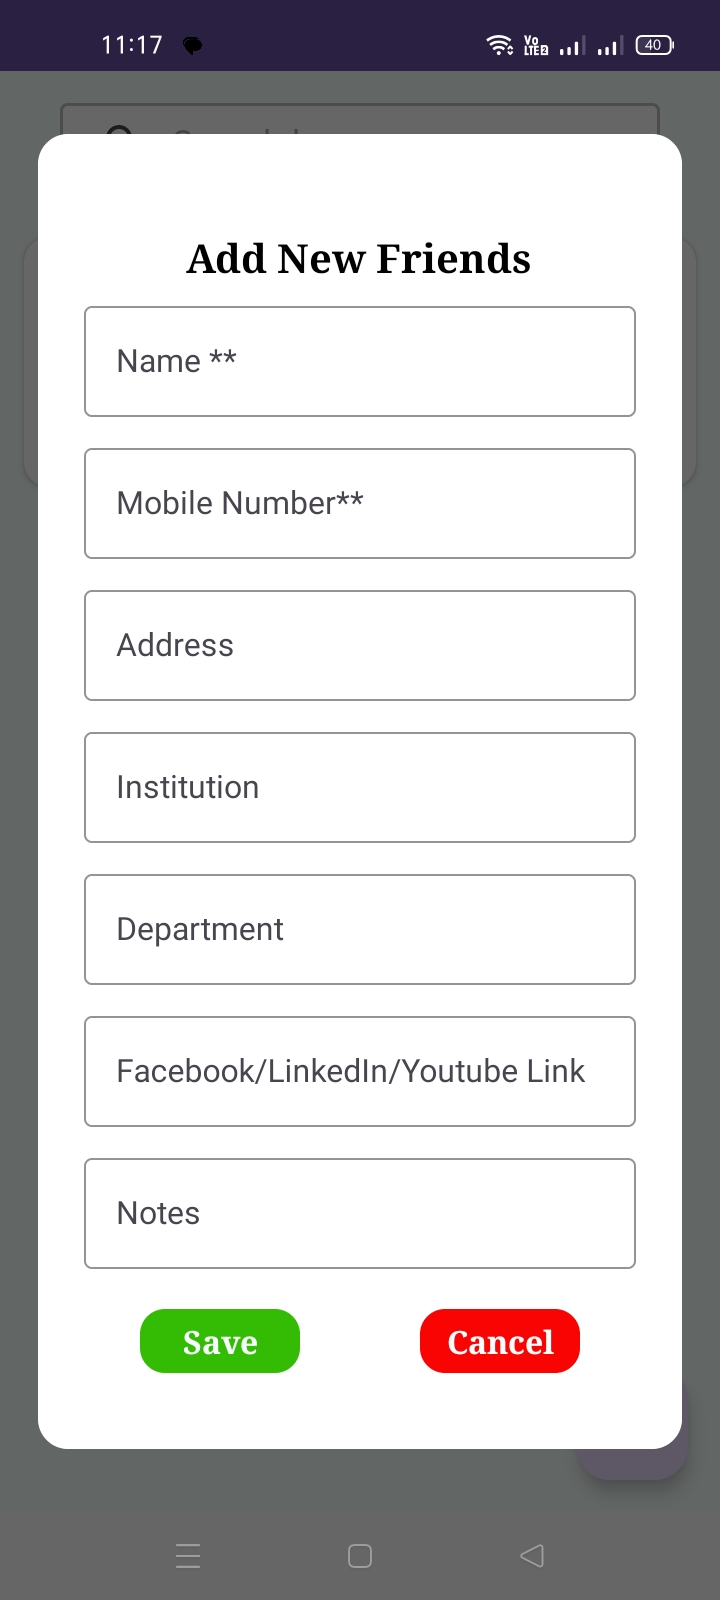 11:17 Vo LTE2 40
Add New Friends
Name **
Mobile Number**
Address
Institution
Department
Facebook/LinkedIn/Youtube Link
Notes
Save Cancel